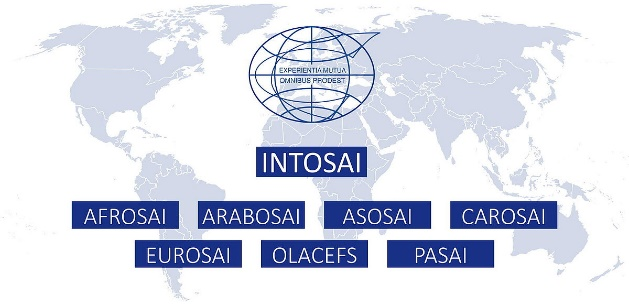 EXPERIENTIA MUTUA
OMNIBUS PRODEST
INTOSAI
AFROSAI ARABOSAI ASOSAI CAROSAI
EUROSAI OLACEFS PASAI